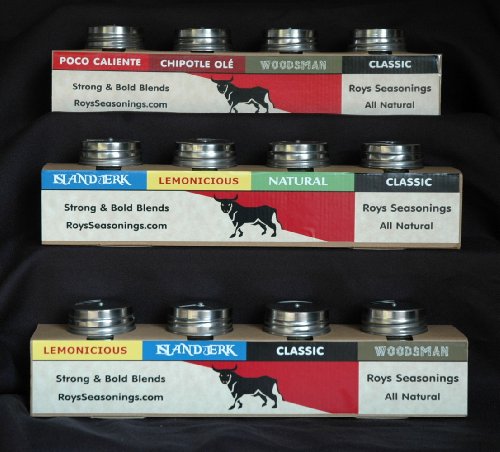 POCO CALIENTE CHIPOTLE OLÉ WOODSMAN CLASSIC
Strong & Bold Blends Roys Seasonings
RoysSeasonings.com All Natural
ISLAND JERK LEMONICIOUS NATURAL CLASSIC
Strong & Bold Blends Roys Seasonings
RoysSeasonings.com All Natural
LEMONICIOUS ISLAND JERK CLASSIC WOODSMAN
Strong & Bold Blends Roys Seasonings
RoysSeasonings.com All Natural